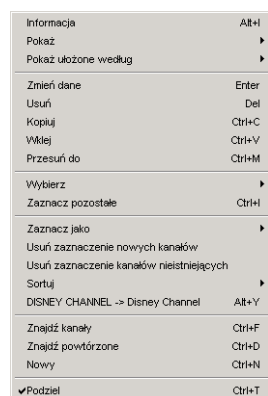 Informacja Alt+I
Pokaż
Pokaż ułożone według
Zmień dane Enter
Usuń Del
Kopiuj Ctrl+C
Wklej Ctrl+V
Przesuń do Ctrl+M
Wybierz
Zaznacz pozostałe Ctrl+I
Zaznacz jako
Usuń zaznaczenie nowych kanałów
Usuń zaznaczenie kanałów nieistniejących
Sortuj
DISNEY CHANNEL -> Disney Channel Alt+Y
Znajdź kanały Ctrl+F
Znajdź powtórzone Ctrl+D
Nowy Ctrl+N
Podziel Ctrl+T